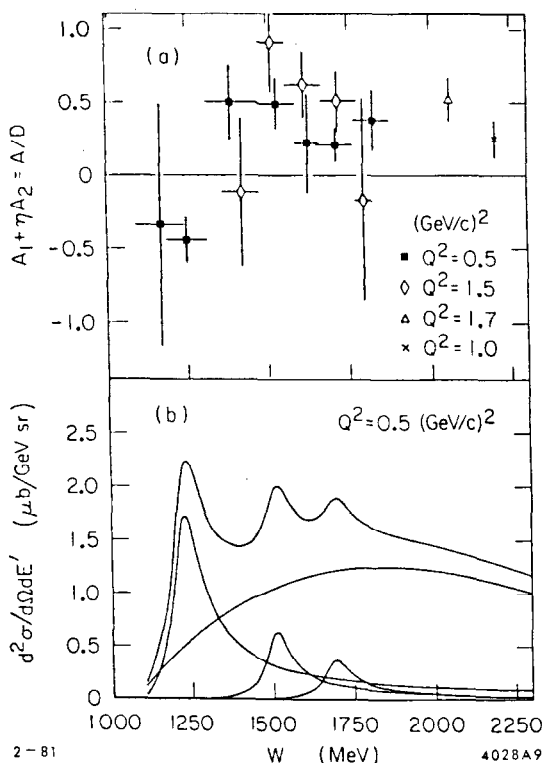 1.0
(a)
0.5
0
-0.5
-1.0
A₁+ηA₂=A/D
(GeV/c)²
Q²=0.5
Q²=1.5
Q²=1.7
Q²=1.0
(b)
Q²=0.5 (GeV/c)²
2.5
2.0
1.5
1.0
0.5
0
d²σ/dΩdE′ (μb/GeV sr)
1000 1250 1500 1750 2000 2250
W (MeV)
2-81
4028A9